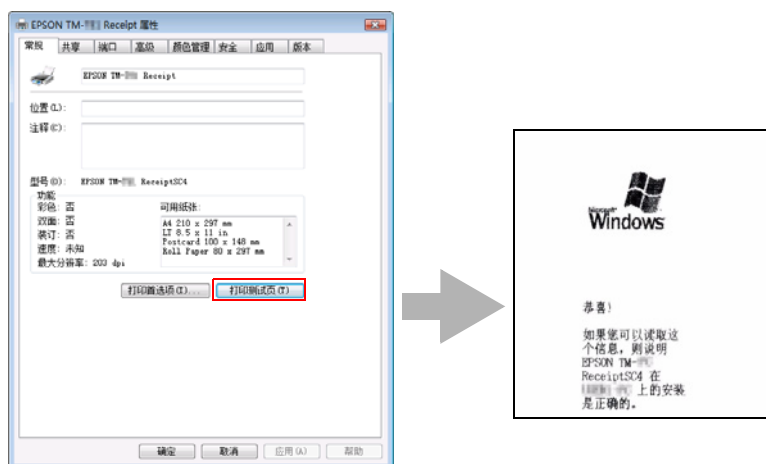 EPSON TM- Receipt 属性
常规 共享 端口 高级 颜色管理 安全 应用 版本
EPSON TM- Receipt
位置(L):
注释(C):
型号(O): EPSON TM- ReceiptSC4
功能
彩色: 否
双面: 否
装订: 否
速度: 未知
最大分辨率: 203 dpi
可用纸张:
A4 210 x 297 mm
LT 8.5 x 11 in
Postcard 100 x 148 mm
Roll Paper 80 x 297 mm
打印首选项(E)... 打印测试页(T)
确定 取消 应用(A) 帮助
Microsoft
Windows
恭喜!
如果您可以读取这
个信息，则说明
EPSON TM-
ReceiptSC4 在
上的安装
是正确的。